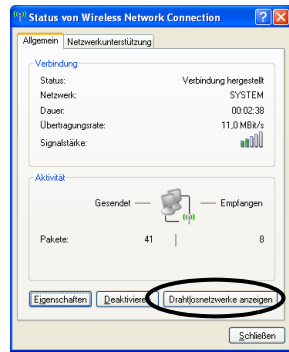 Status von Wireless Network Connection
Allgemein Netzwerkunterstützung
Verbindung
Status: Verbindung hergestellt
Netzwerk: SYSTEM
Dauer: 00:02:38
Übertragungsrate: 11,0 MBit/s
Signalstärke:
Aktivität
Gesendet Empfangen
Pakete: 41 8
Eigenschaften Deaktivieren Drahtlosnetzwerke anzeigen
Schließen